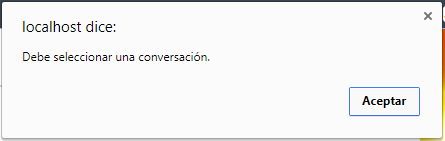 localhost dice:
Debe seleccionar una conversación.
Aceptar